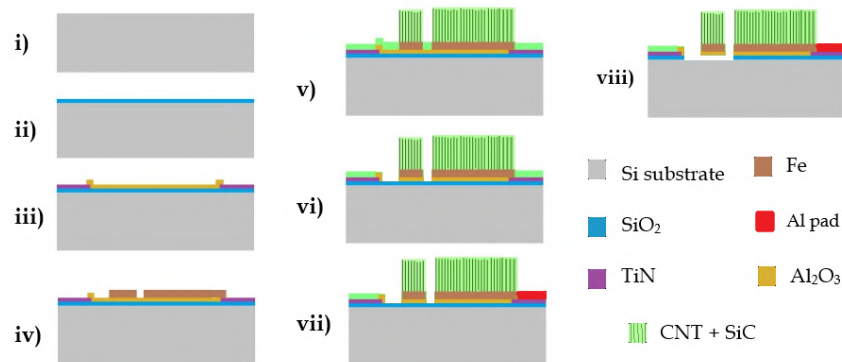 i)
ii)
iii)
iv)
v)
vi)
vii)
viii)
Si substrate
Fe
SiO₂
Al pad
TiN
Al₂O₃
CNT + SiC